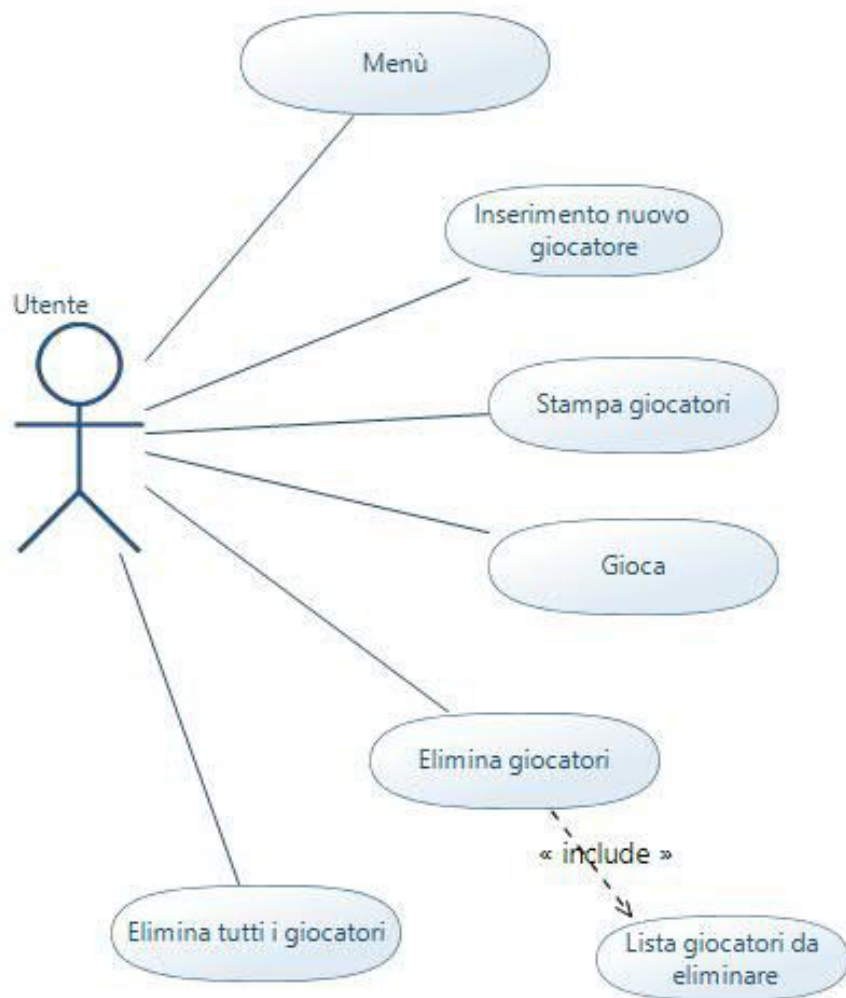 Menù
Inserimento nuovo
giocatore
Utente
Stampa giocatori
Gioca
Elimina giocatori
« include »
Elimina tutti i giocatori
Lista giocatori da
eliminare